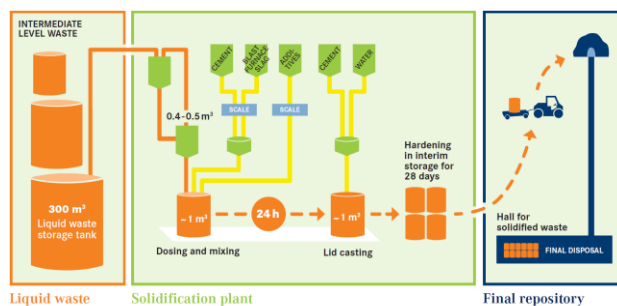 INTERMEDIATE
LEVEL WASTE
300 m³
Liquid waste
storage tank
0.4 - 0.5 m³
CEMENT
BLAST
FURNACE
SLAG
ADDI-
TIVES
CEMENT
WATER
SCALE
SCALE
~ 1 m³
24 h
~ 1 m³
Dosing and mixing
Lid casting
Hardening
in interim
storage for
28 days
Hall for
solidified waste
FINAL DISPOSAL
Liquid waste
Solidification plant
Final repository